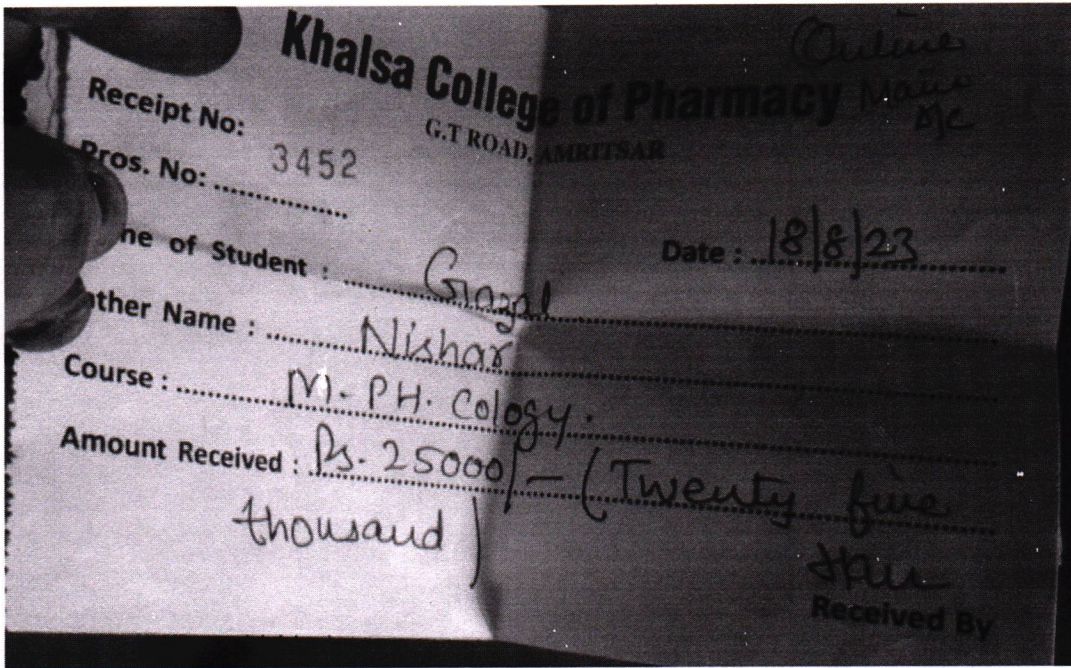 Online
Khalsa College of Pharmacy
G.T ROAD, AMRITSAR
Receipt No: 3452
Pros. No: ..................
ne of Student : Gazal
Date : 18/8/23
ther Name : Nishar
Course : M. PH. Cology.
Amount Received : Rs. 25000/- (Twenty five
thousand)
Received By